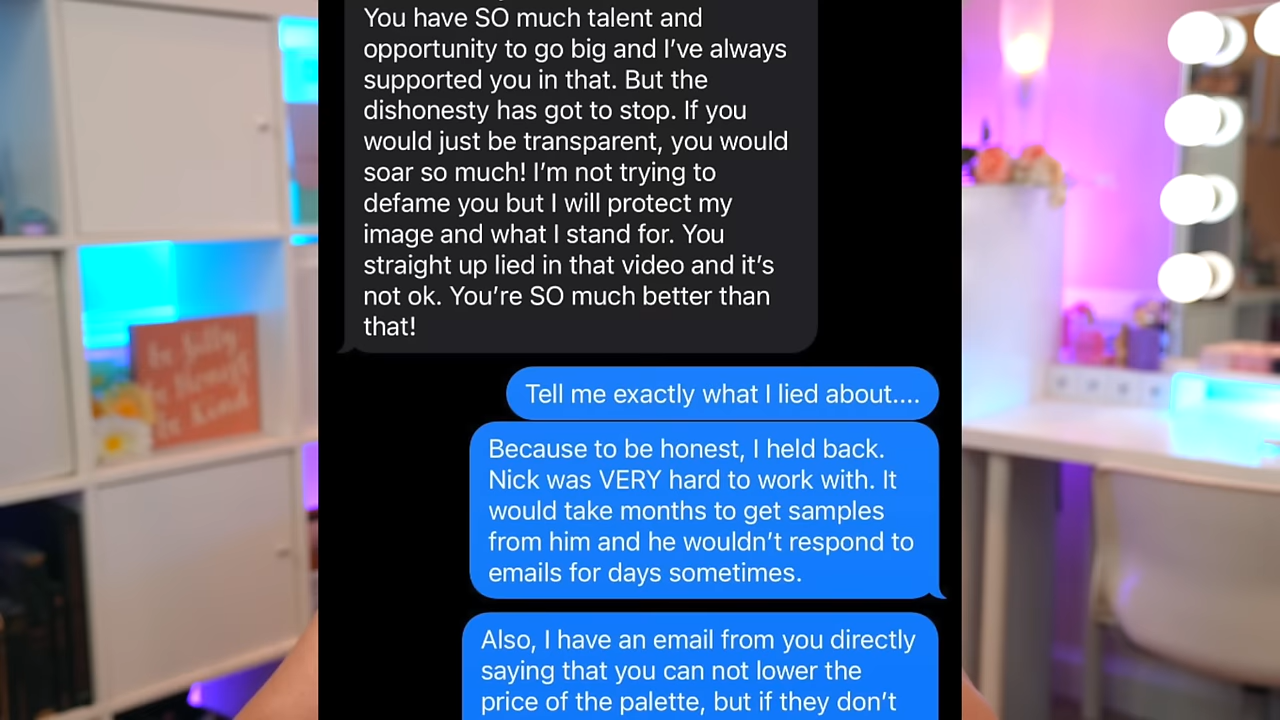 You have SO much talent and
opportunity to go big and I've always
supported you in that. But the
dishonesty has got to stop. If you
would just be transparent, you would
soar so much! I'm not trying to
defame you but I will protect my
image and what I stand for. You
straight up lied in that video and it's
not ok. You're SO much better than
that!
Tell me exactly what I lied about....
Because to be honest, I held back.
Nick was VERY hard to work with. It
would take months to get samples
from him and he wouldn't respond to
emails for days sometimes.
Also, I have an email from you directly
saying that you can not lower the
price of the palette, but if they don't
be silly
be honest
be kind